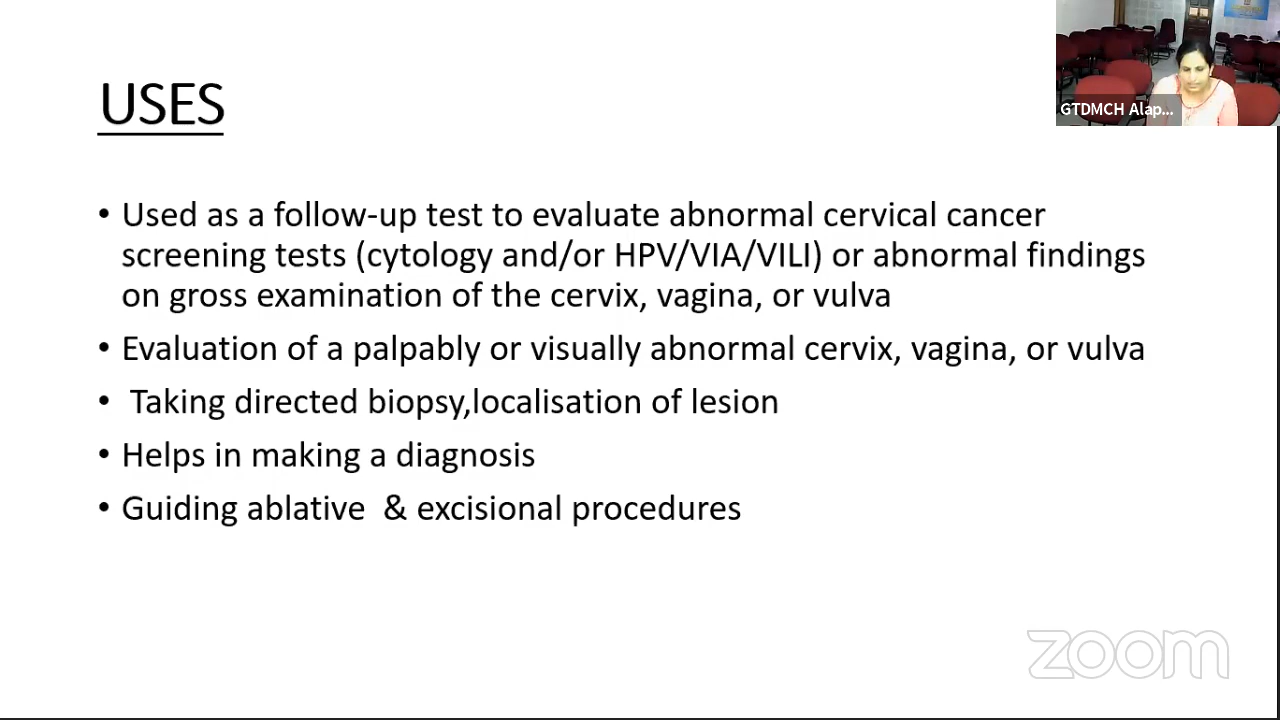 USES
GTDMCH Alap...
• Used as a follow-up test to evaluate abnormal cervical cancer
screening tests (cytology and/or HPV/VIA/VILI) or abnormal findings
on gross examination of the cervix, vagina, or vulva
• Evaluation of a palpably or visually abnormal cervix, vagina, or vulva
• Taking directed biopsy,localisation of lesion
• Helps in making a diagnosis
• Guiding ablative & excisional procedures
zoom